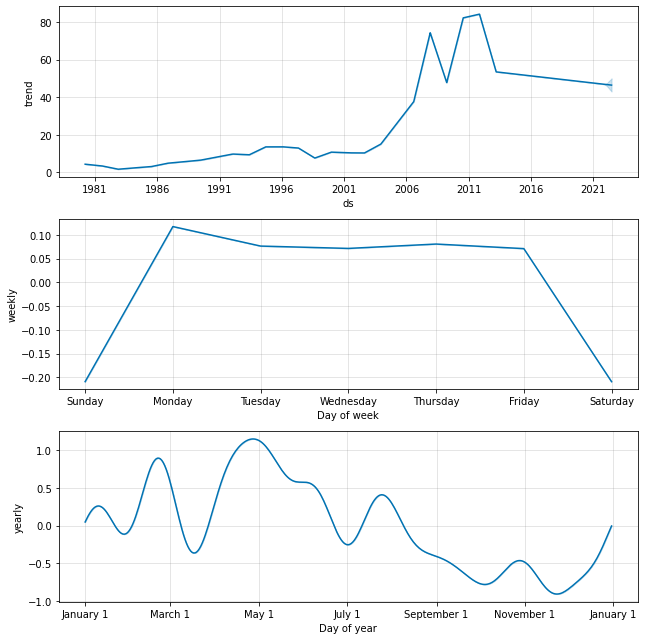 80
60
40
20
0
trend
1981 1986 1991 1996 2001 2006 2011 2016 2021
ds
0.10
0.05
0.00
−0.05
−0.10
−0.15
−0.20
weekly
Sunday Monday Tuesday Wednesday Thursday Friday Saturday
Day of week
1.0
0.5
0.0
−0.5
−1.0
yearly
January 1 March 1 May 1 July 1 September 1 November 1 January 1
Day of year